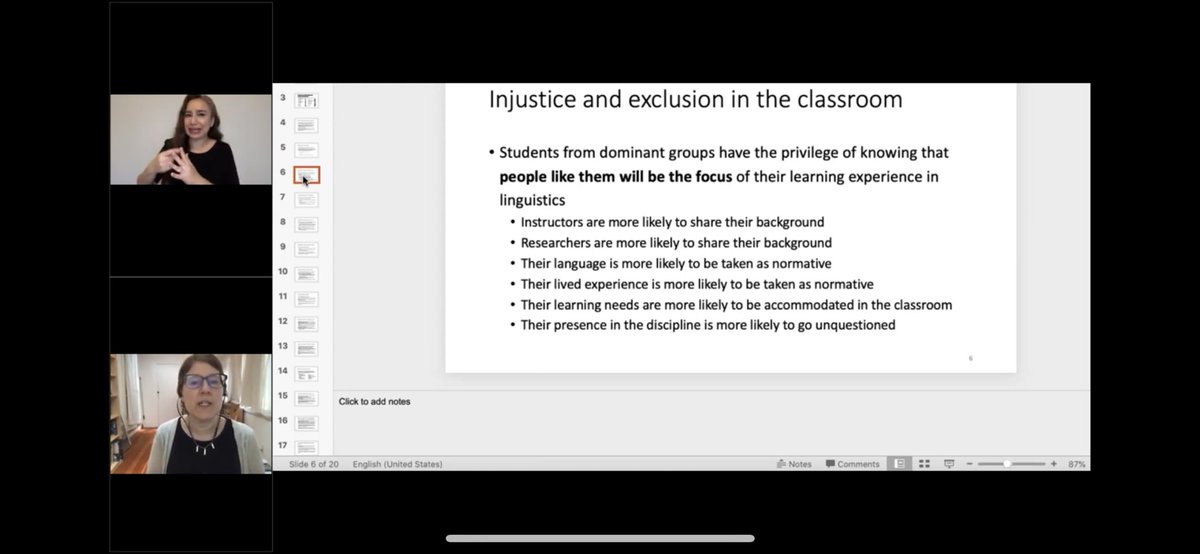 3
4
5
6
7
8
9
10
11
12
13
14
15
16
17
Injustice and exclusion in the classroom
• Students from dominant groups have the privilege of knowing that
people like them will be the focus of their learning experience in
linguistics
• Instructors are more likely to share their background
• Researchers are more likely to share their background
• Their language is more likely to be taken as normative
• Their lived experience is more likely to be taken as normative
• Their learning needs are more likely to be accommodated in the classroom
• Their presence in the discipline is more likely to go unquestioned
6
Click to add notes
Slide 6 of 20 English (United States) Notes Comments 87%